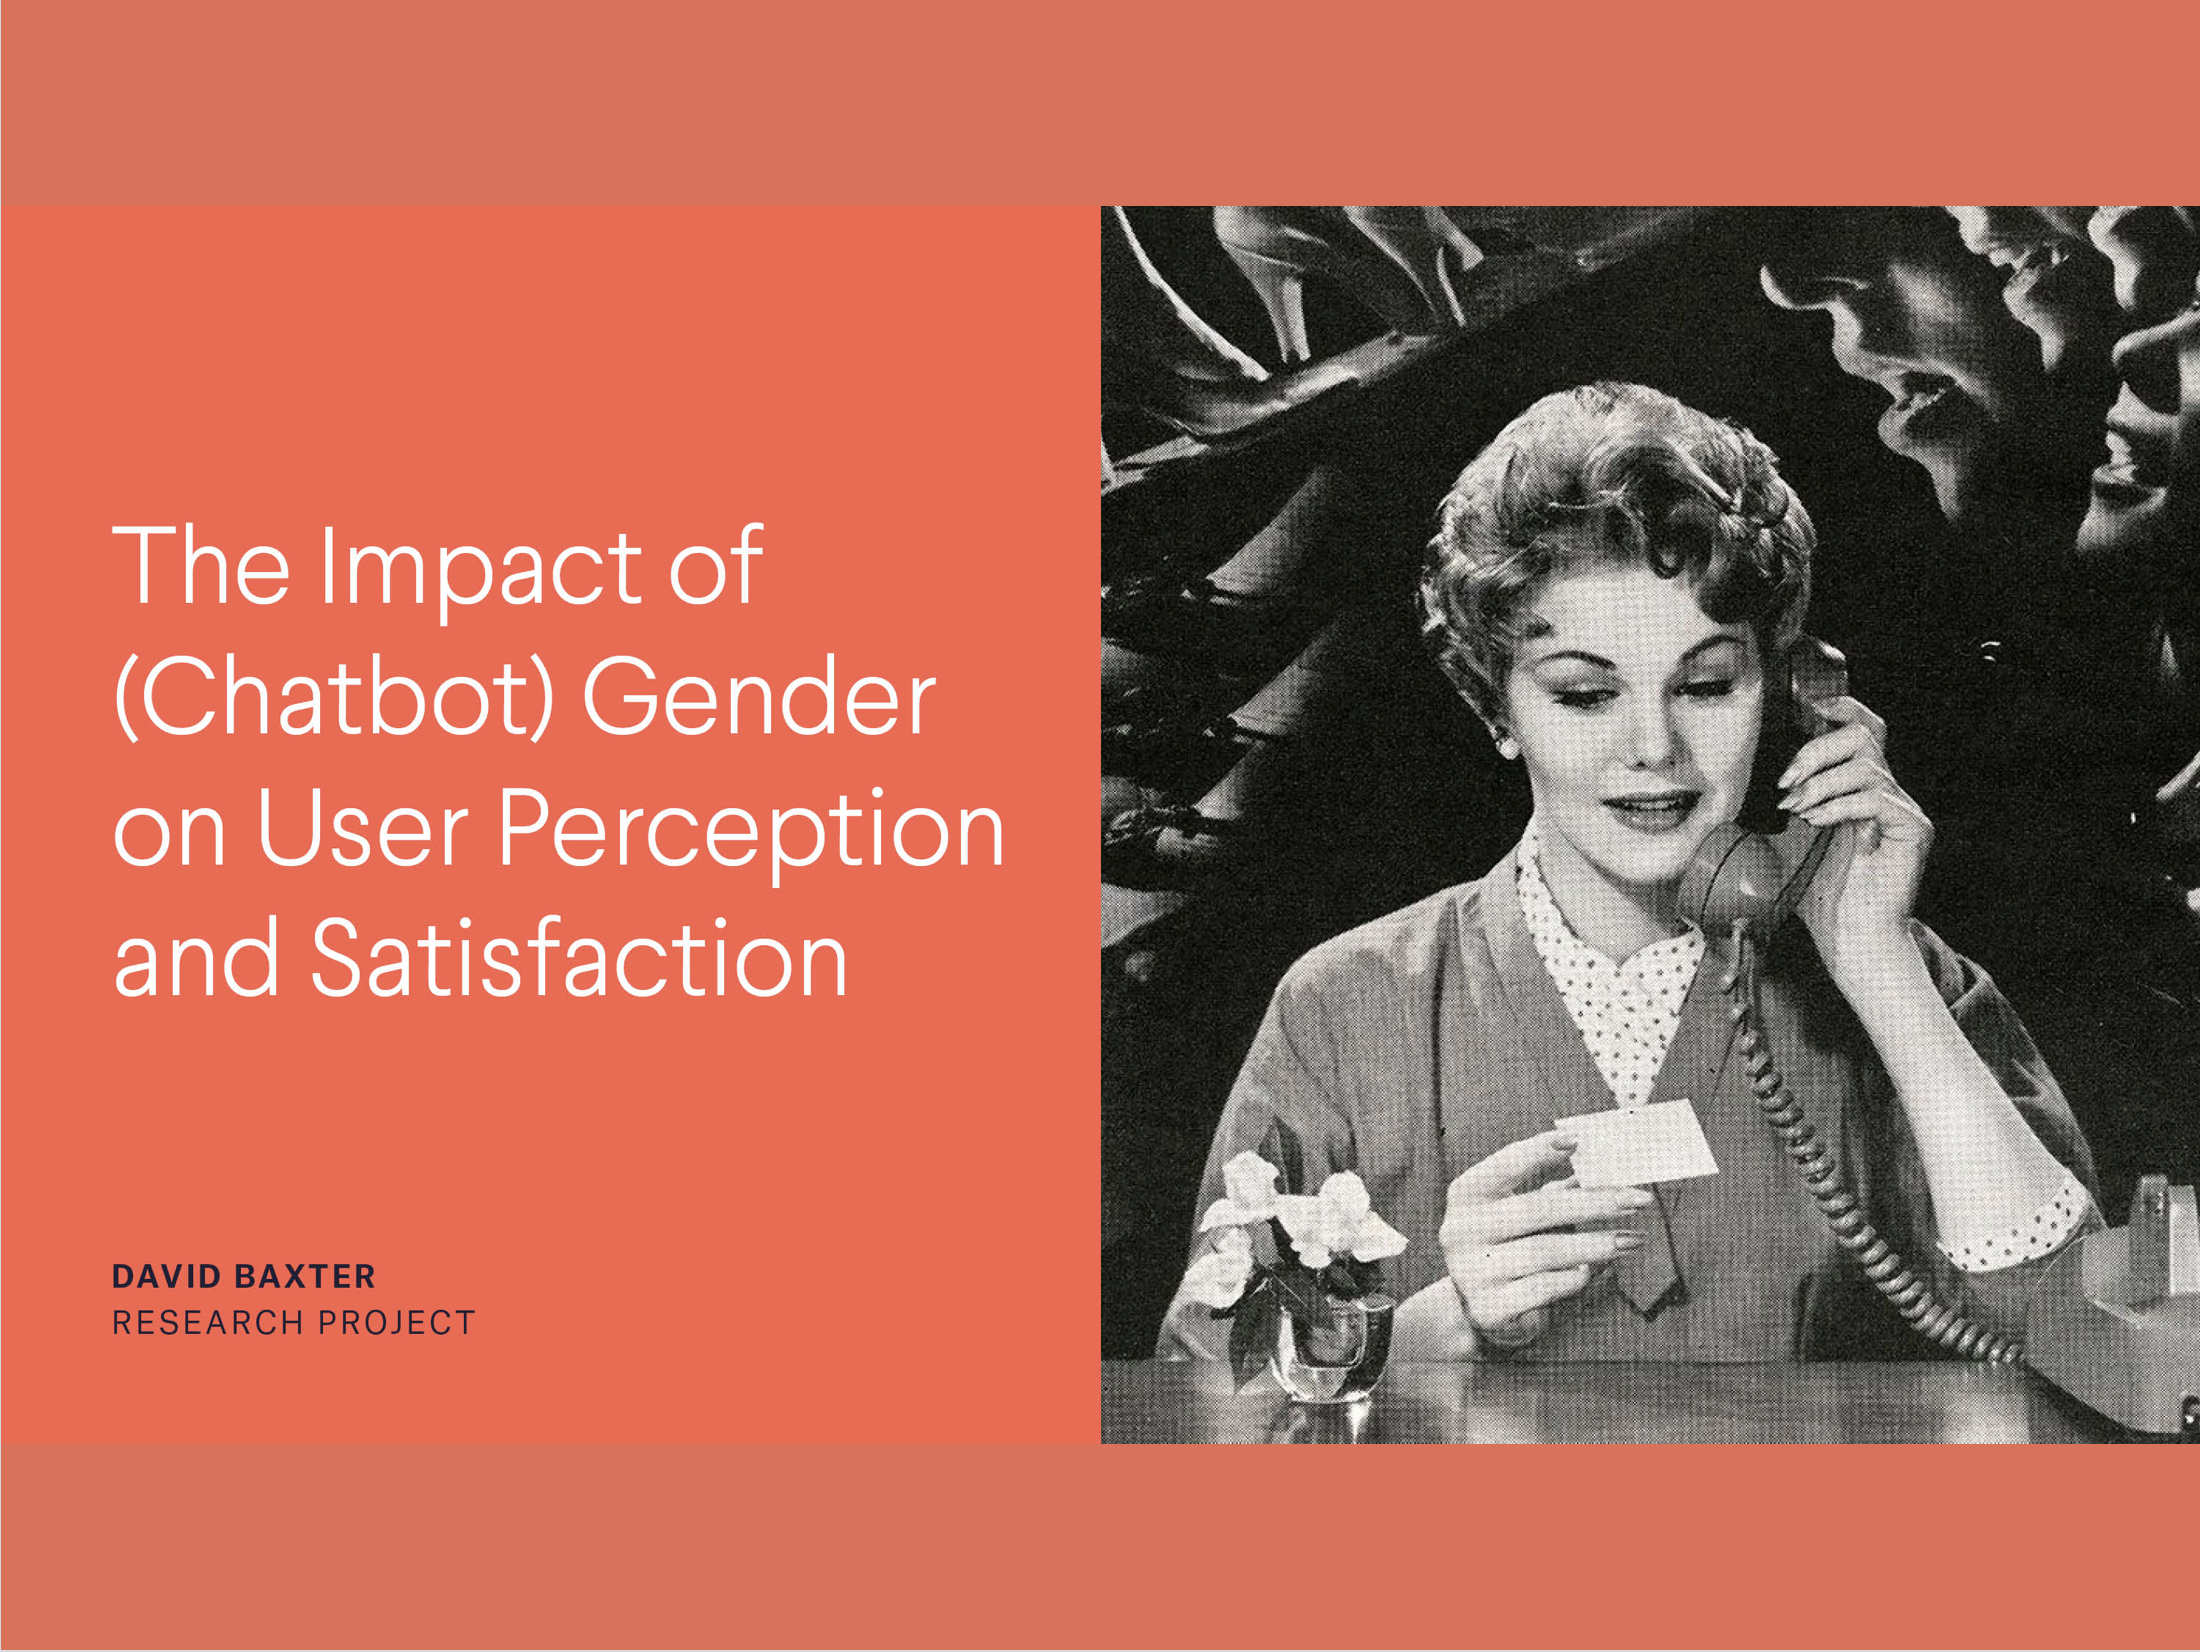 The Impact of
(Chatbot) Gender
on User Perception
and Satisfaction
DAVID BAXTER
RESEARCH PROJECT